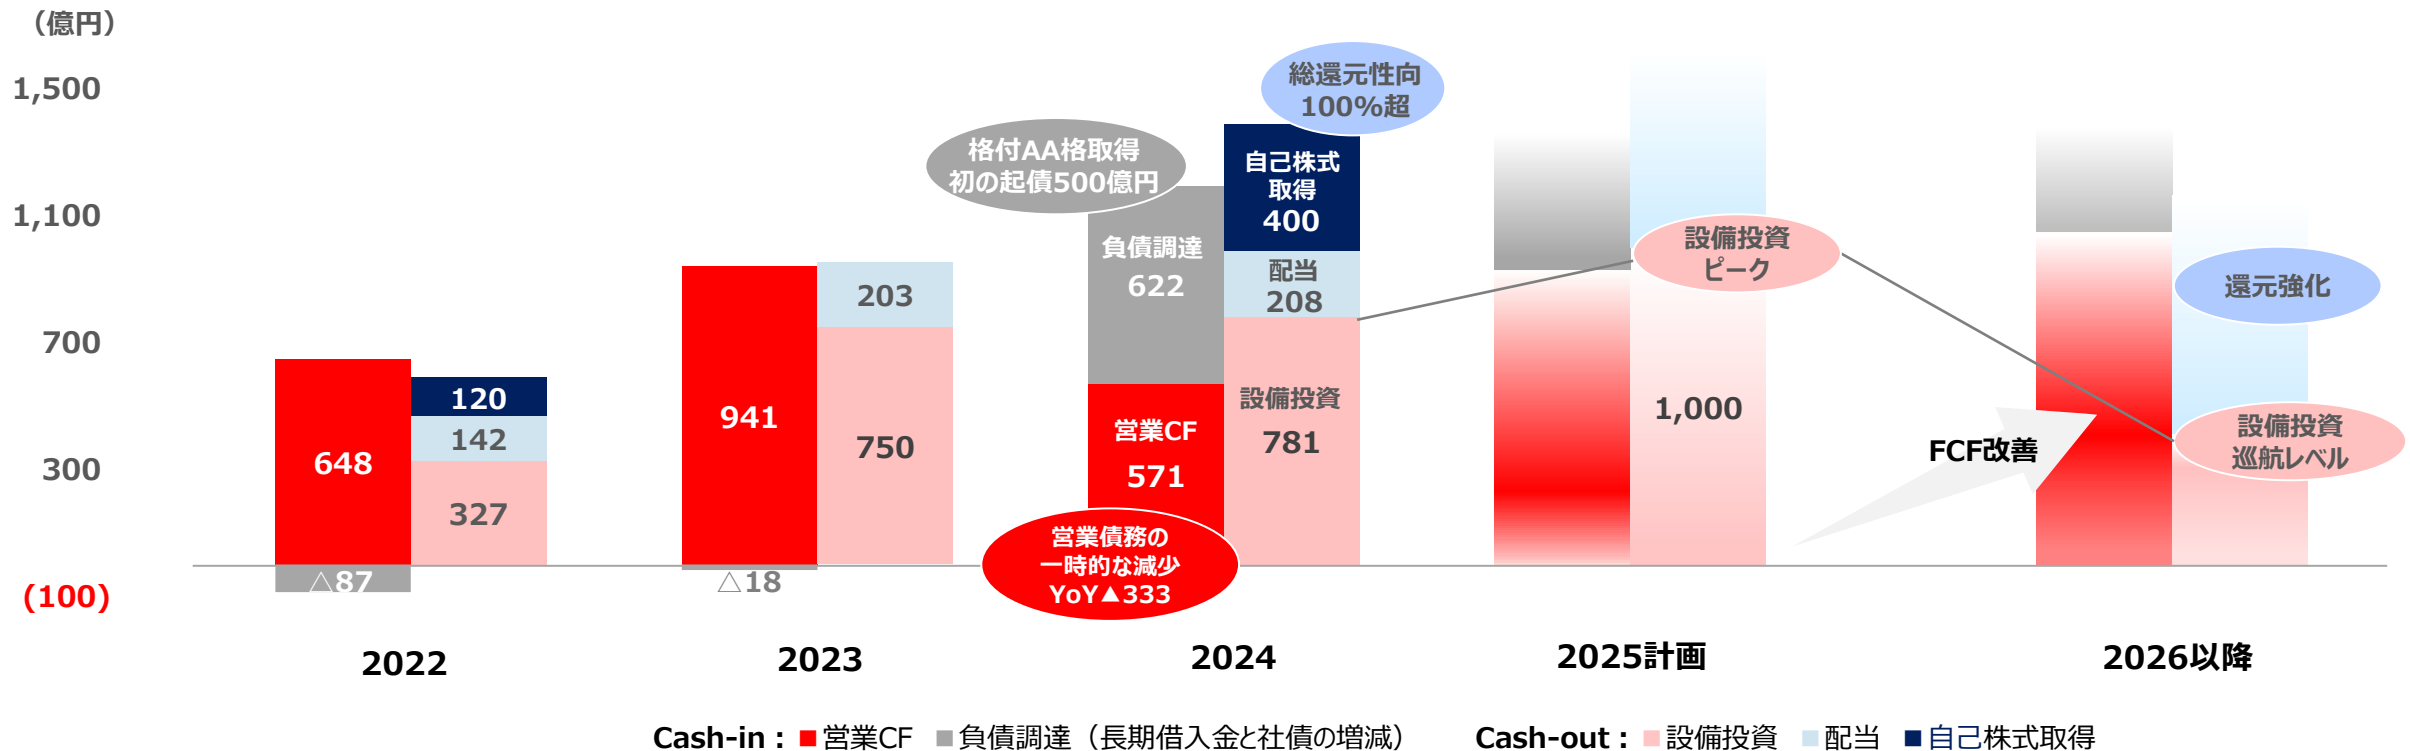 （億円）
1,500
1,100
700
300
(100)
648
△87
120
142
327
2022
941
△18
203
750
2023
格付AA格取得
初の起債500億円
負債調達
622
営業CF
571
営業債務の
一時的な減少
YoY▲333
総還元性向
100%超
自己株式
取得
400
配当
208
設備投資
781
2024
設備投資
ピーク
1,000
2025計画
FCF改善
還元強化
設備投資
巡航レベル
2026以降
Cash-in : ■営業CF ■負債調達（長期借入金と社債の増減） Cash-out : ■設備投資 ■配当 ■自己株式取得